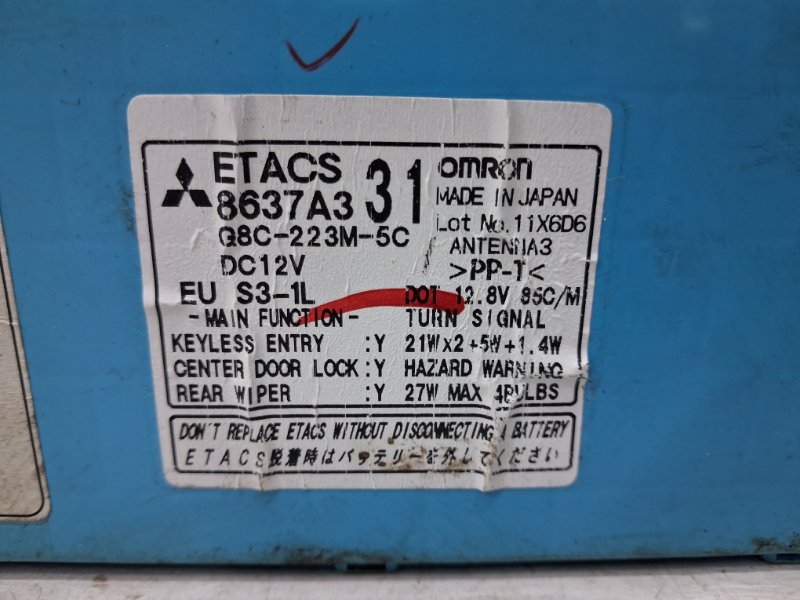 ETACS
8637A3 31
G8C-223M-5C
DC12V
EU S3-1L
omron
MADE IN JAPAN
Lot No.11X6D6
ANTENNA3
>PP-T<
DOT 12.8V 85C/M
-MAIN FUNCTION- TURN SIGNAL
KEYLESS ENTRY :Y 21W×2+5W+1.4W
CENTER DOOR LOCK:Y HAZARD WARNING
REAR WIPER :Y 27W MAX 4BULBS
DON'T REPLACE ETACS WITHOUT DISCONNECTING A BATTERY
ETACS脱着時はバッテリーを外してください